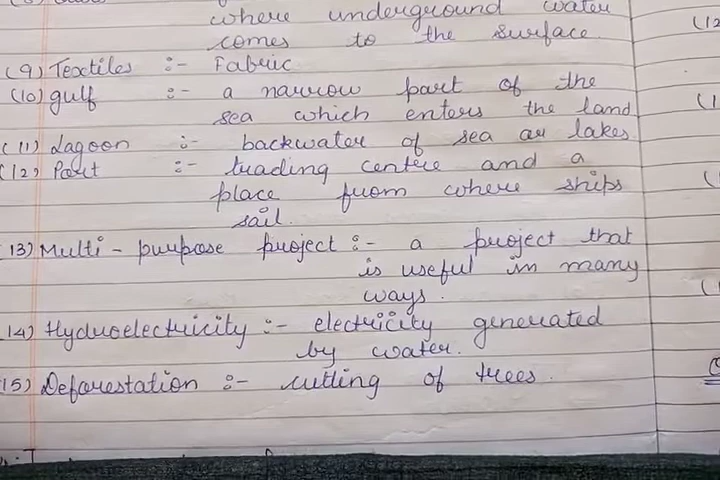 where underground water
comes to the surface
(9) Textiles :- Fabric
(10) gulf :- a narrow part of the
sea which enters the land
(11) Lagoon :- backwater of sea or lakes
(12) Port :- trading centre and a
place from where ships
sail.
13) Multi-purpose project :- a project that
is useful in many
ways.
14) Hydroelectricity :- electricity generated
by water.
15) Deforestation :- cutting of trees.
(12